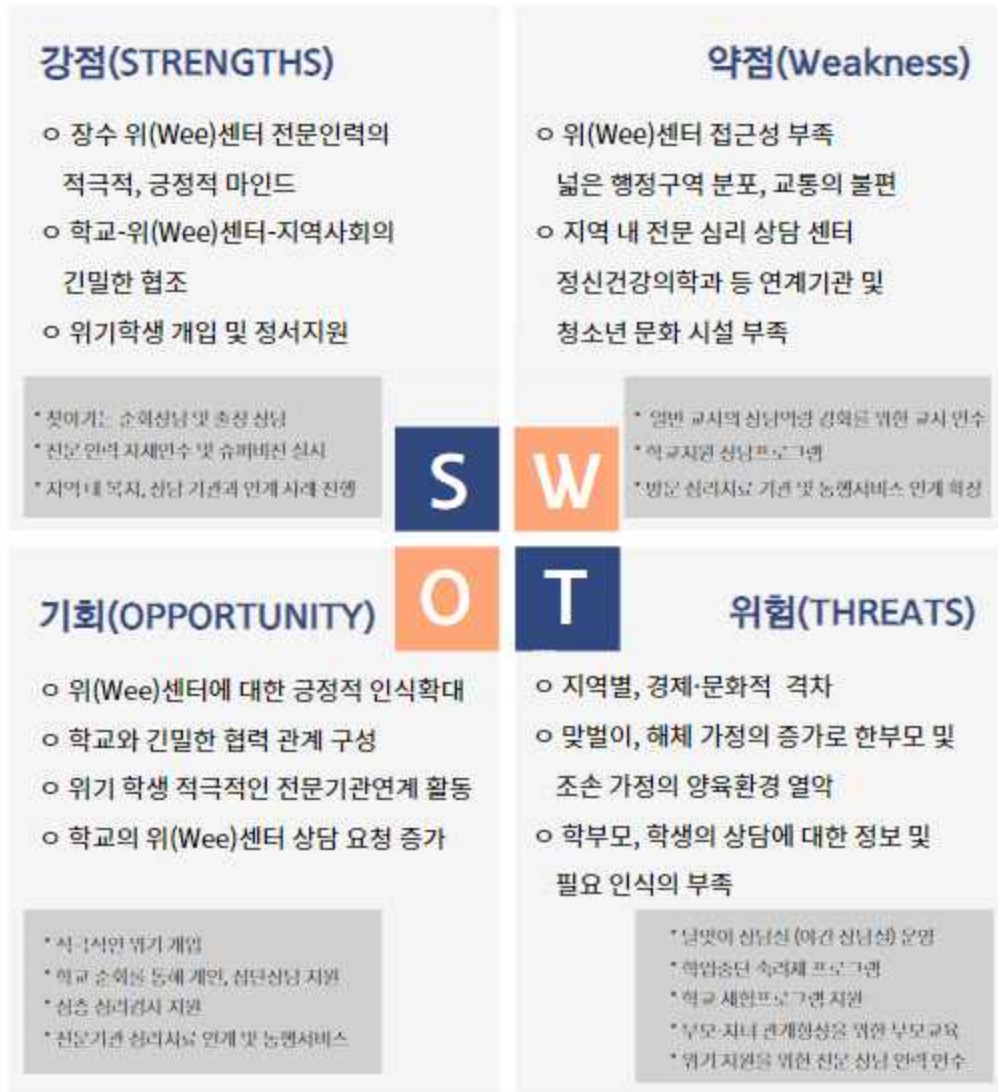 강점(STRENGTHS)
ㅇ 장수 위(Wee)센터 전문인력의
적극적, 긍정적 마인드
ㅇ 학교-위(Wee)센터-지역사회의
긴밀한 협조
ㅇ 위기학생 개입 및 정서지원
* 찾아가는 순회상담 및 출장 상담
* 전문 인력 자체연수 및 슈퍼비전 실시
* 지역 내 복지, 상담 기관과 연계 사례 진행
약점(Weakness)
ㅇ 위(Wee)센터 접근성 부족
넓은 행정구역 분포, 교통의 불편
ㅇ 지역 내 전문 심리 상담 센터
정신건강의학과 등 연계기관 및
청소년 문화 시설 부족
* 일반 교사의 상담역량 강화를 위한 교사 연수
* 학교지원 상담프로그램
* 방문 심리치료 기관 및 동행서비스 연계 확장
S W
O T
기회(OPPORTUNITY)
ㅇ 위(Wee)센터에 대한 긍정적 인식확대
ㅇ 학교와 긴밀한 협력 관계 구성
ㅇ 위기 학생 적극적인 전문기관연계 활동
ㅇ 학교의 위(Wee)센터 상담 요청 증가
* 적극적인 위기 개입
* 학교 순회를 통해 개인, 집단상담 지원
* 심층 심리검사 지원
* 전문기관 심리치료 연계 및 동행서비스
위험(THREATS)
ㅇ 지역별, 경제·문화적 격차
ㅇ 맞벌이, 해체 가정의 증가로 한부모 및
조손 가정의 양육환경 열악
ㅇ 학부모, 학생의 상담에 대한 정보 및
필요 인식의 부족
* 달맞이 상담실 (야간 상담실) 운영
* 학업중단 숙려제 프로그램
* 학교 체험프로그램 지원
* 부모·자녀 관계향상을 위한 부모교육
* 위기 지원을 위한 전문 상담 인력 연수